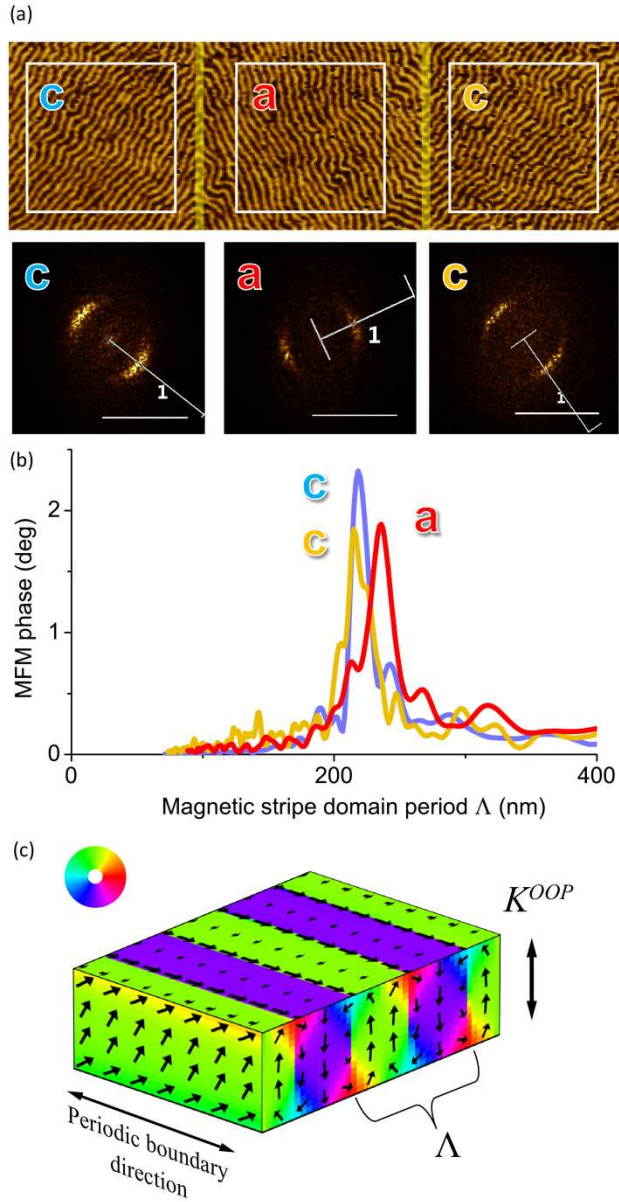 (a)
c
a
c
c
a
c
1
1
1
(b)
c
c
a
MFM phase (deg)
2
1
0
0
200
400
Magnetic stripe domain period Λ (nm)
(c)
K^OOP
Periodic boundary
direction
Λ